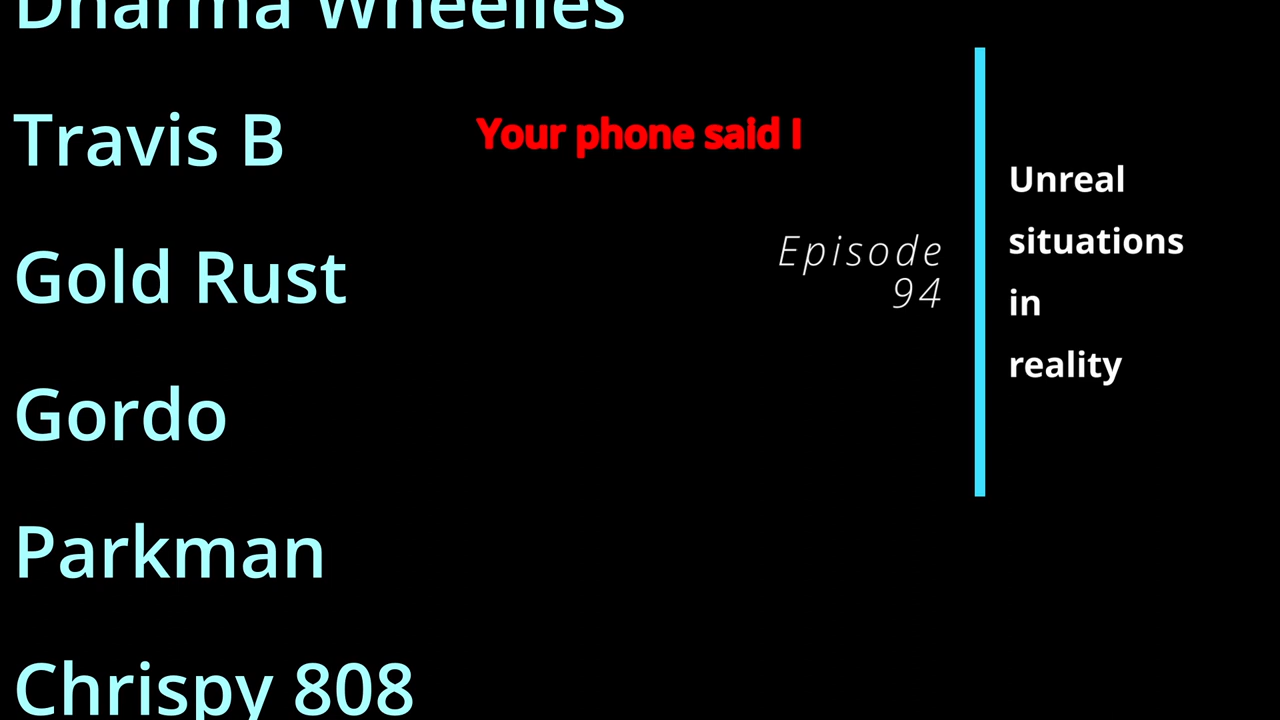 Dharma Wheelies
Travis B
Gold Rust
Gordo
Parkman
Chrispy 808
Your phone said I
Episode
94
Unreal
situations
in
reality